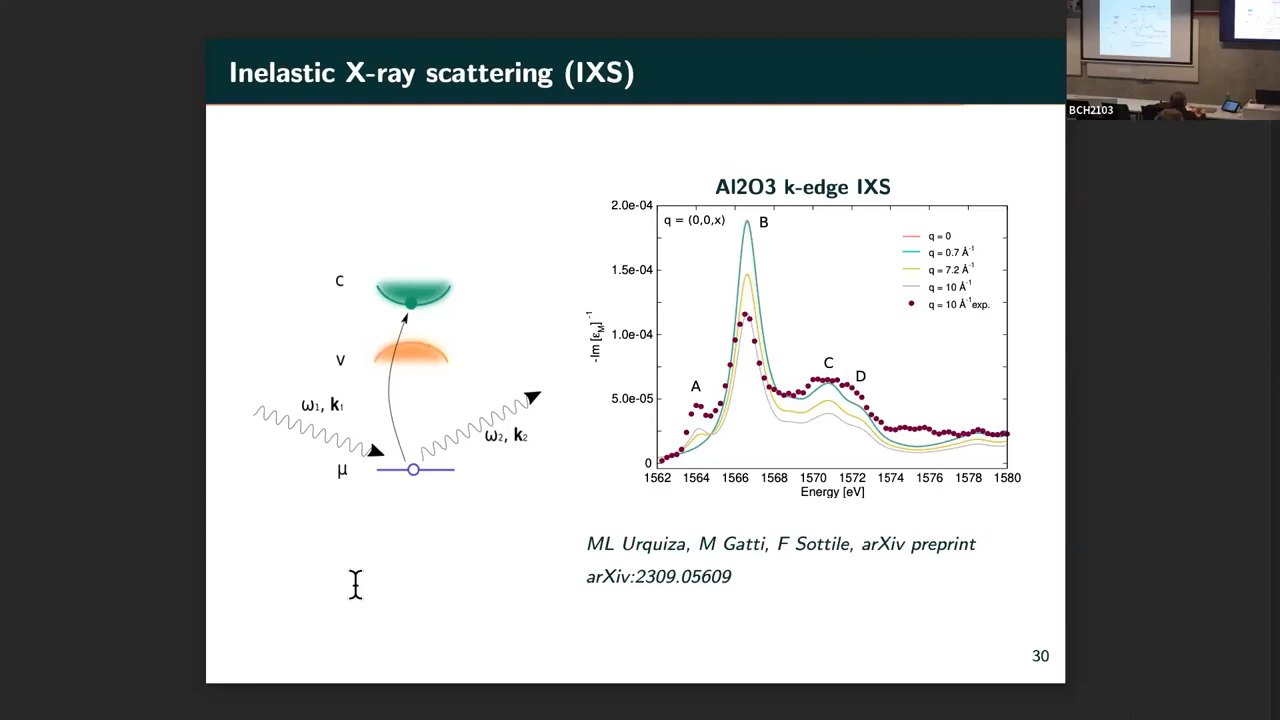 Inelastic X-ray scattering (IXS)
BCH2103
Al2O3 k-edge IXS
c
v
ω1, k1
ω2, k2
μ
2.0e-04
1.5e-04
1.0e-04
5.0e-05
0
-Im [εM]-1
q = (0,0,x)
A
B
C
D
q = 0
q = 0.7 Å-1
q = 7.2 Å-1
q = 10 Å-1
q = 10 Å-1exp.
1562 1564 1566 1568 1570 1572 1574 1576 1578 1580
Energy [eV]
ML Urquiza, M Gatti, F Sottile, arXiv preprint
arXiv:2309.05609
30